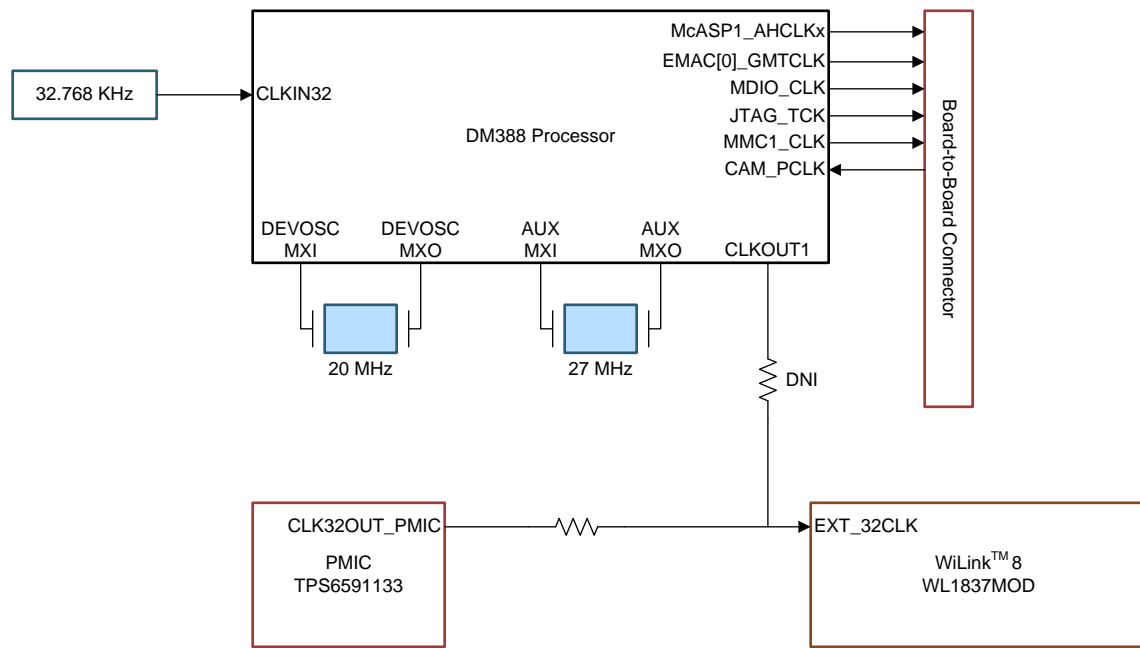 McASP1_AHCLKx
EMAC[0]_GMTCLK
MDIO_CLK
JTAG_TCK
MMC1_CLK
CAM_PCLK
32.768 KHz
CLKIN32
DM388 Processor
Board-to-Board Connector
DEVOSC
MXI
DEVOSC
MXO
AUX
MXI
AUX
MXO
CLKOUT1
20 MHz
27 MHz
DNI
CLK32OUT_PMIC
PMIC
TPS6591133
EXT_32CLK
WiLink™ 8
WL1837MOD